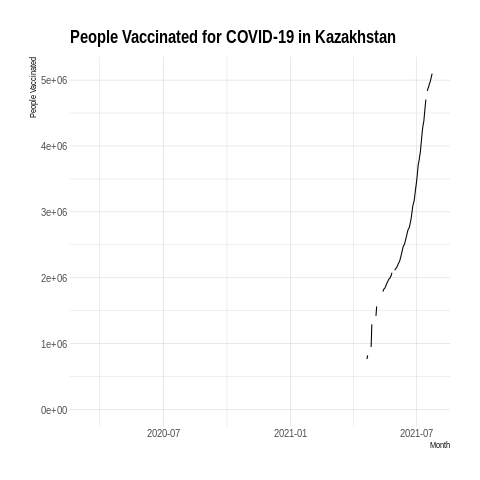 People Vaccinated for COVID-19 in Kazakhstan
People Vaccinated
5e+06
4e+06
3e+06
2e+06
1e+06
0e+00
2020-07
2021-01
2021-07
Month